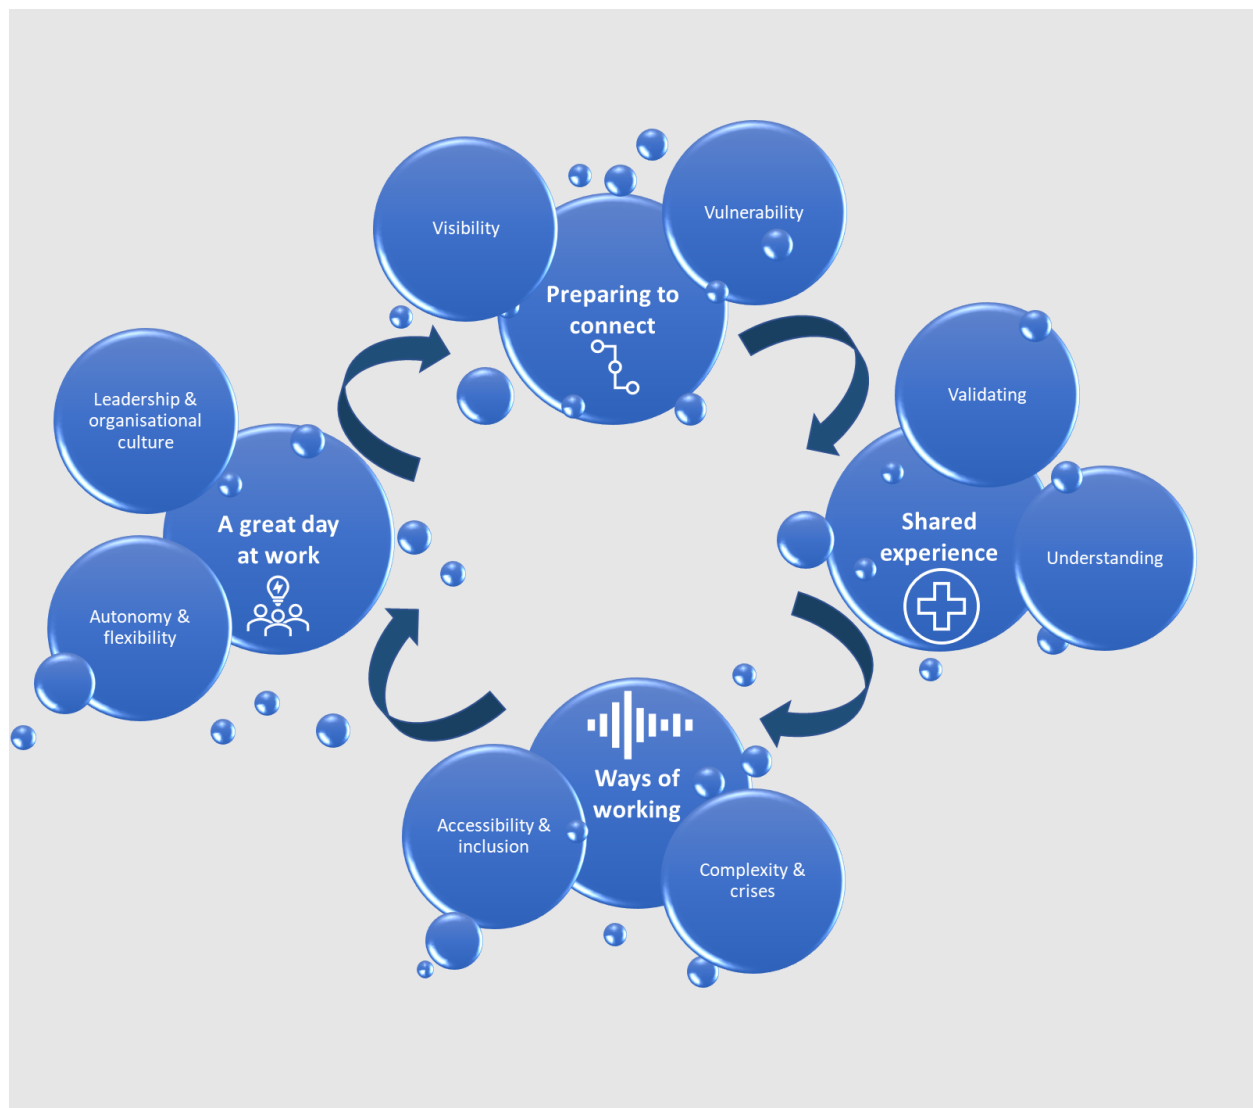 Visibility
Vulnerability
Preparing to
connect
Validating
Shared
experience
Understanding
Ways of
working
Complexity &
crises
Accessibility &
inclusion
A great day
at work
Autonomy &
flexibility
Leadership &
organisational
culture